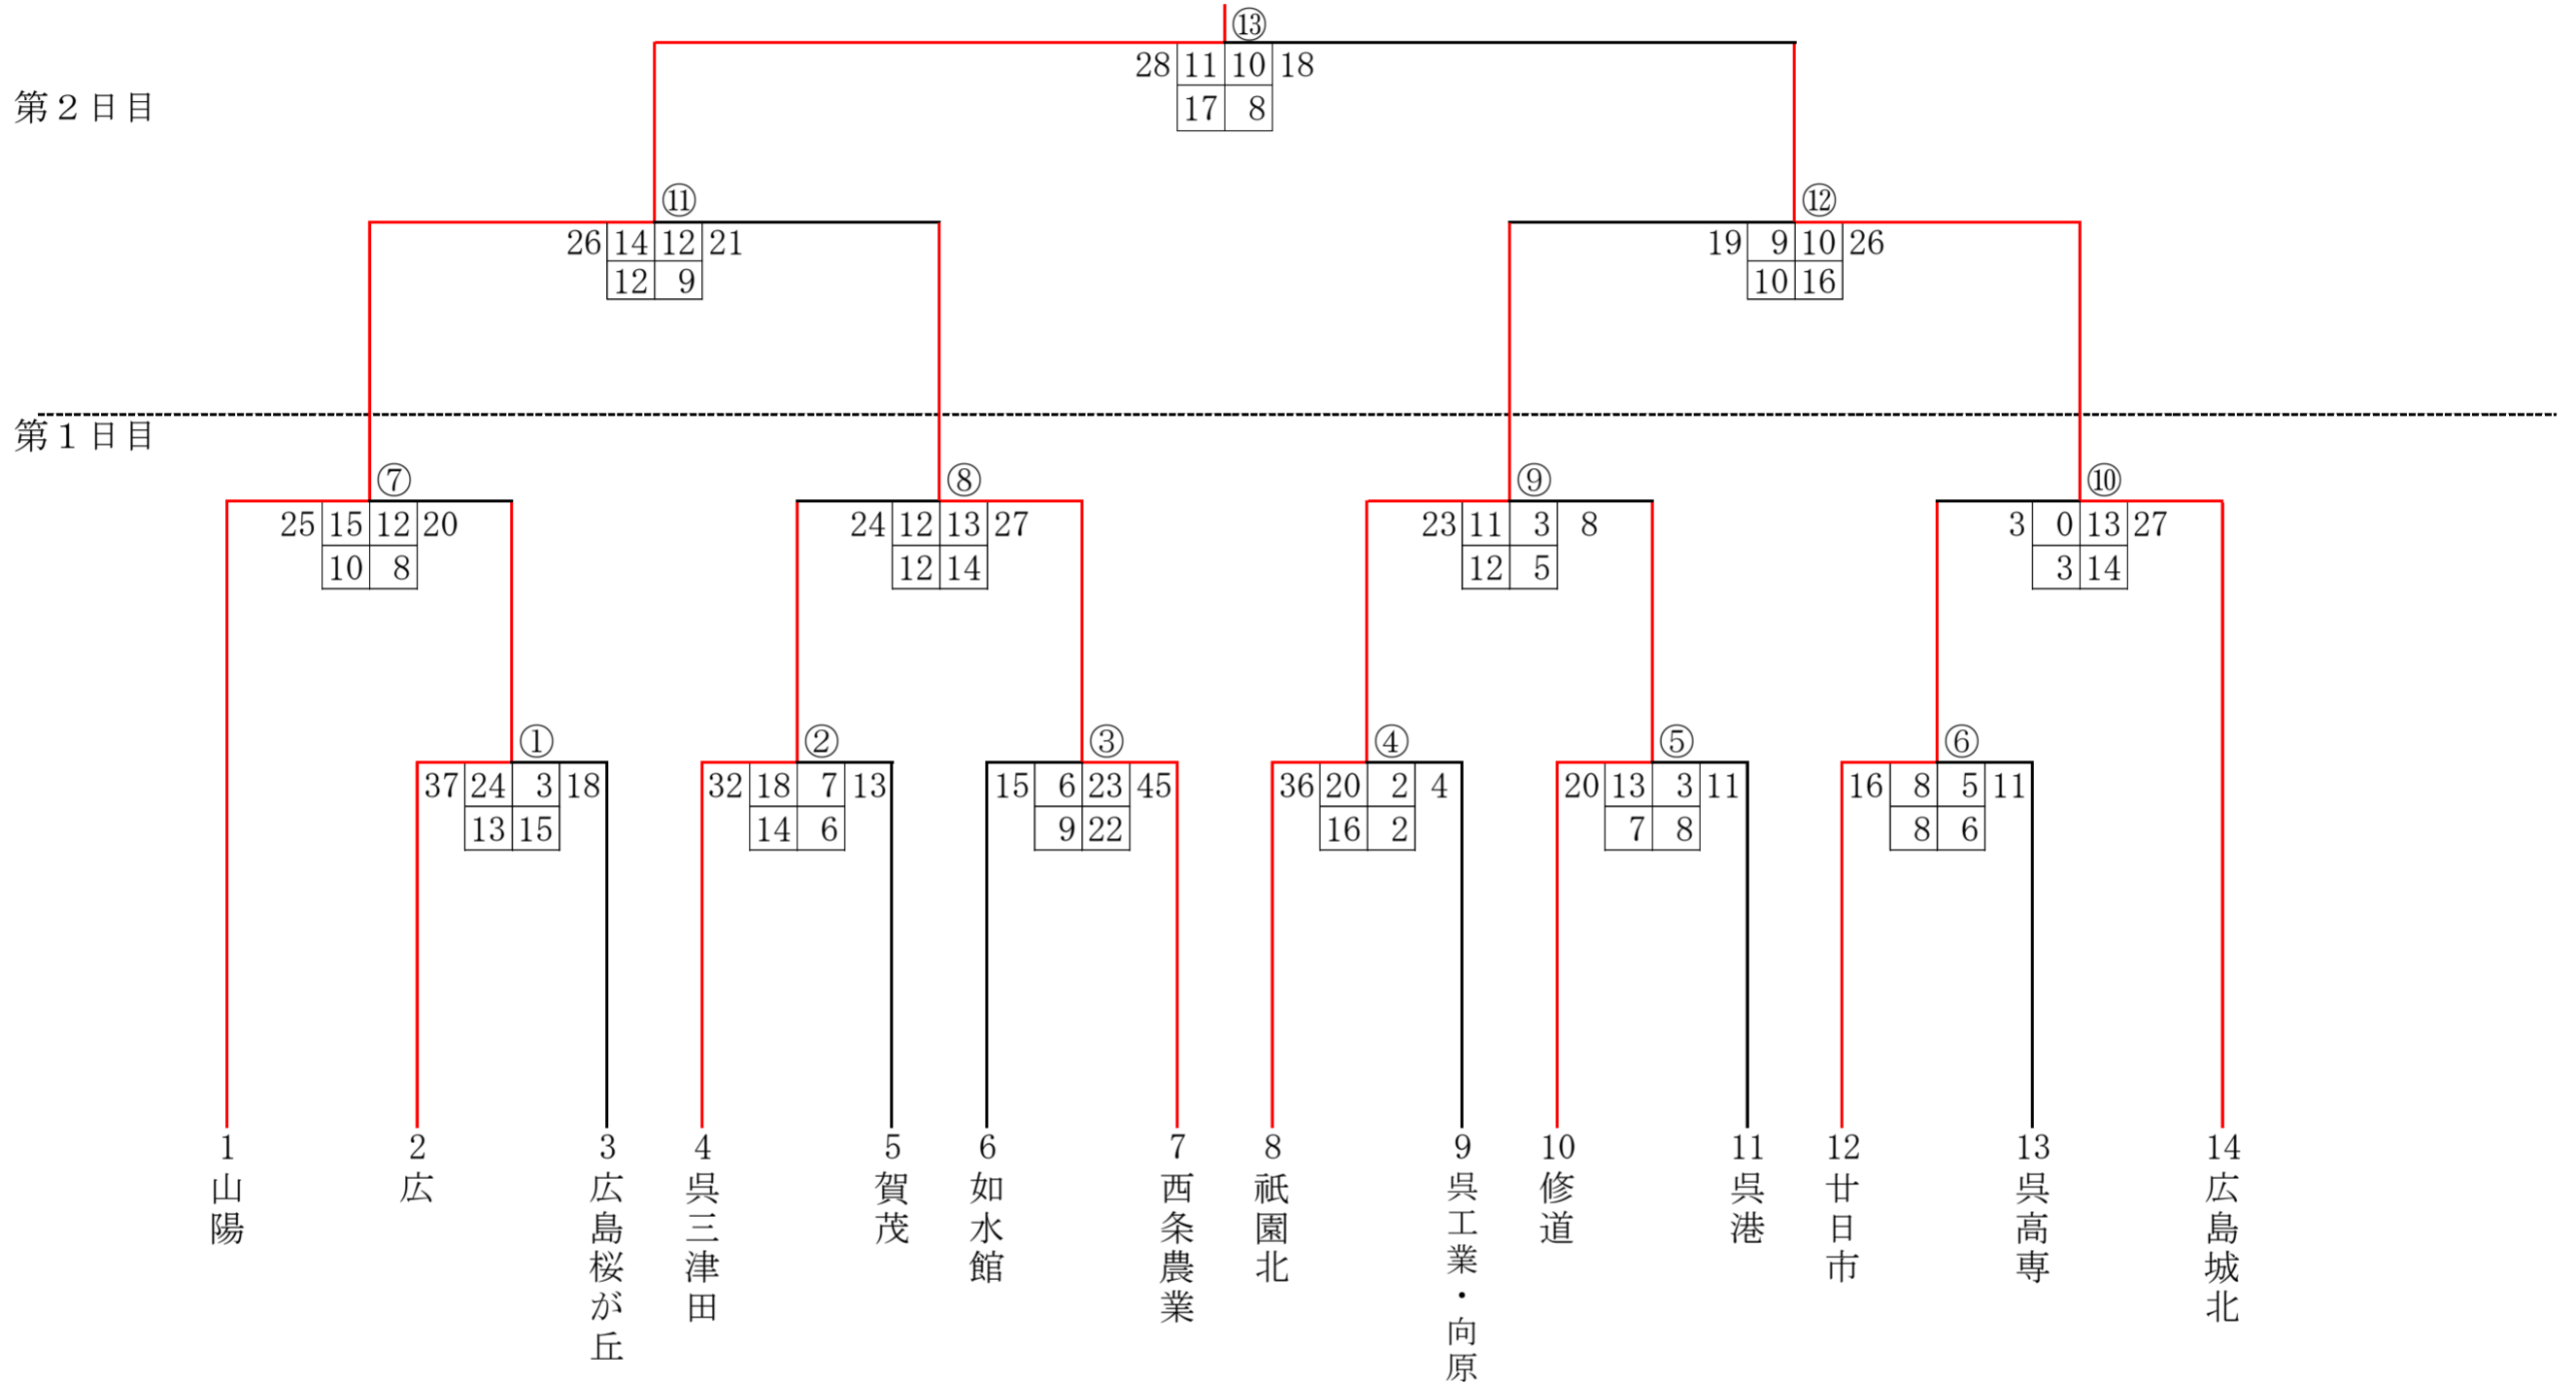 ⑬
28 11 10 18
17 8
第２日目
⑪ ⑫
26 14 12 21 19 9 10 26
12 9 10 16
第１日目
⑦ ⑧ ⑨ ⑩
25 15 12 20 24 12 13 27 23 11 3 8 3 0 13 27
10 8 12 14 12 5 3 14
① ② ③ ④ ⑤ ⑥
37 24 3 18 32 18 7 13 15 6 23 45 36 20 2 4 20 13 3 11 16 8 5 11
13 15 14 6 9 22 16 2 7 8 8 6
1 2 3 4 5 6 7 8 9 10 11 12 13 14
山陽
広
広島桜が丘
呉三津田
賀茂
如水館
西条農業
祇園北
呉工業・向原
修道
呉港
廿日市
呉高専
広島城北